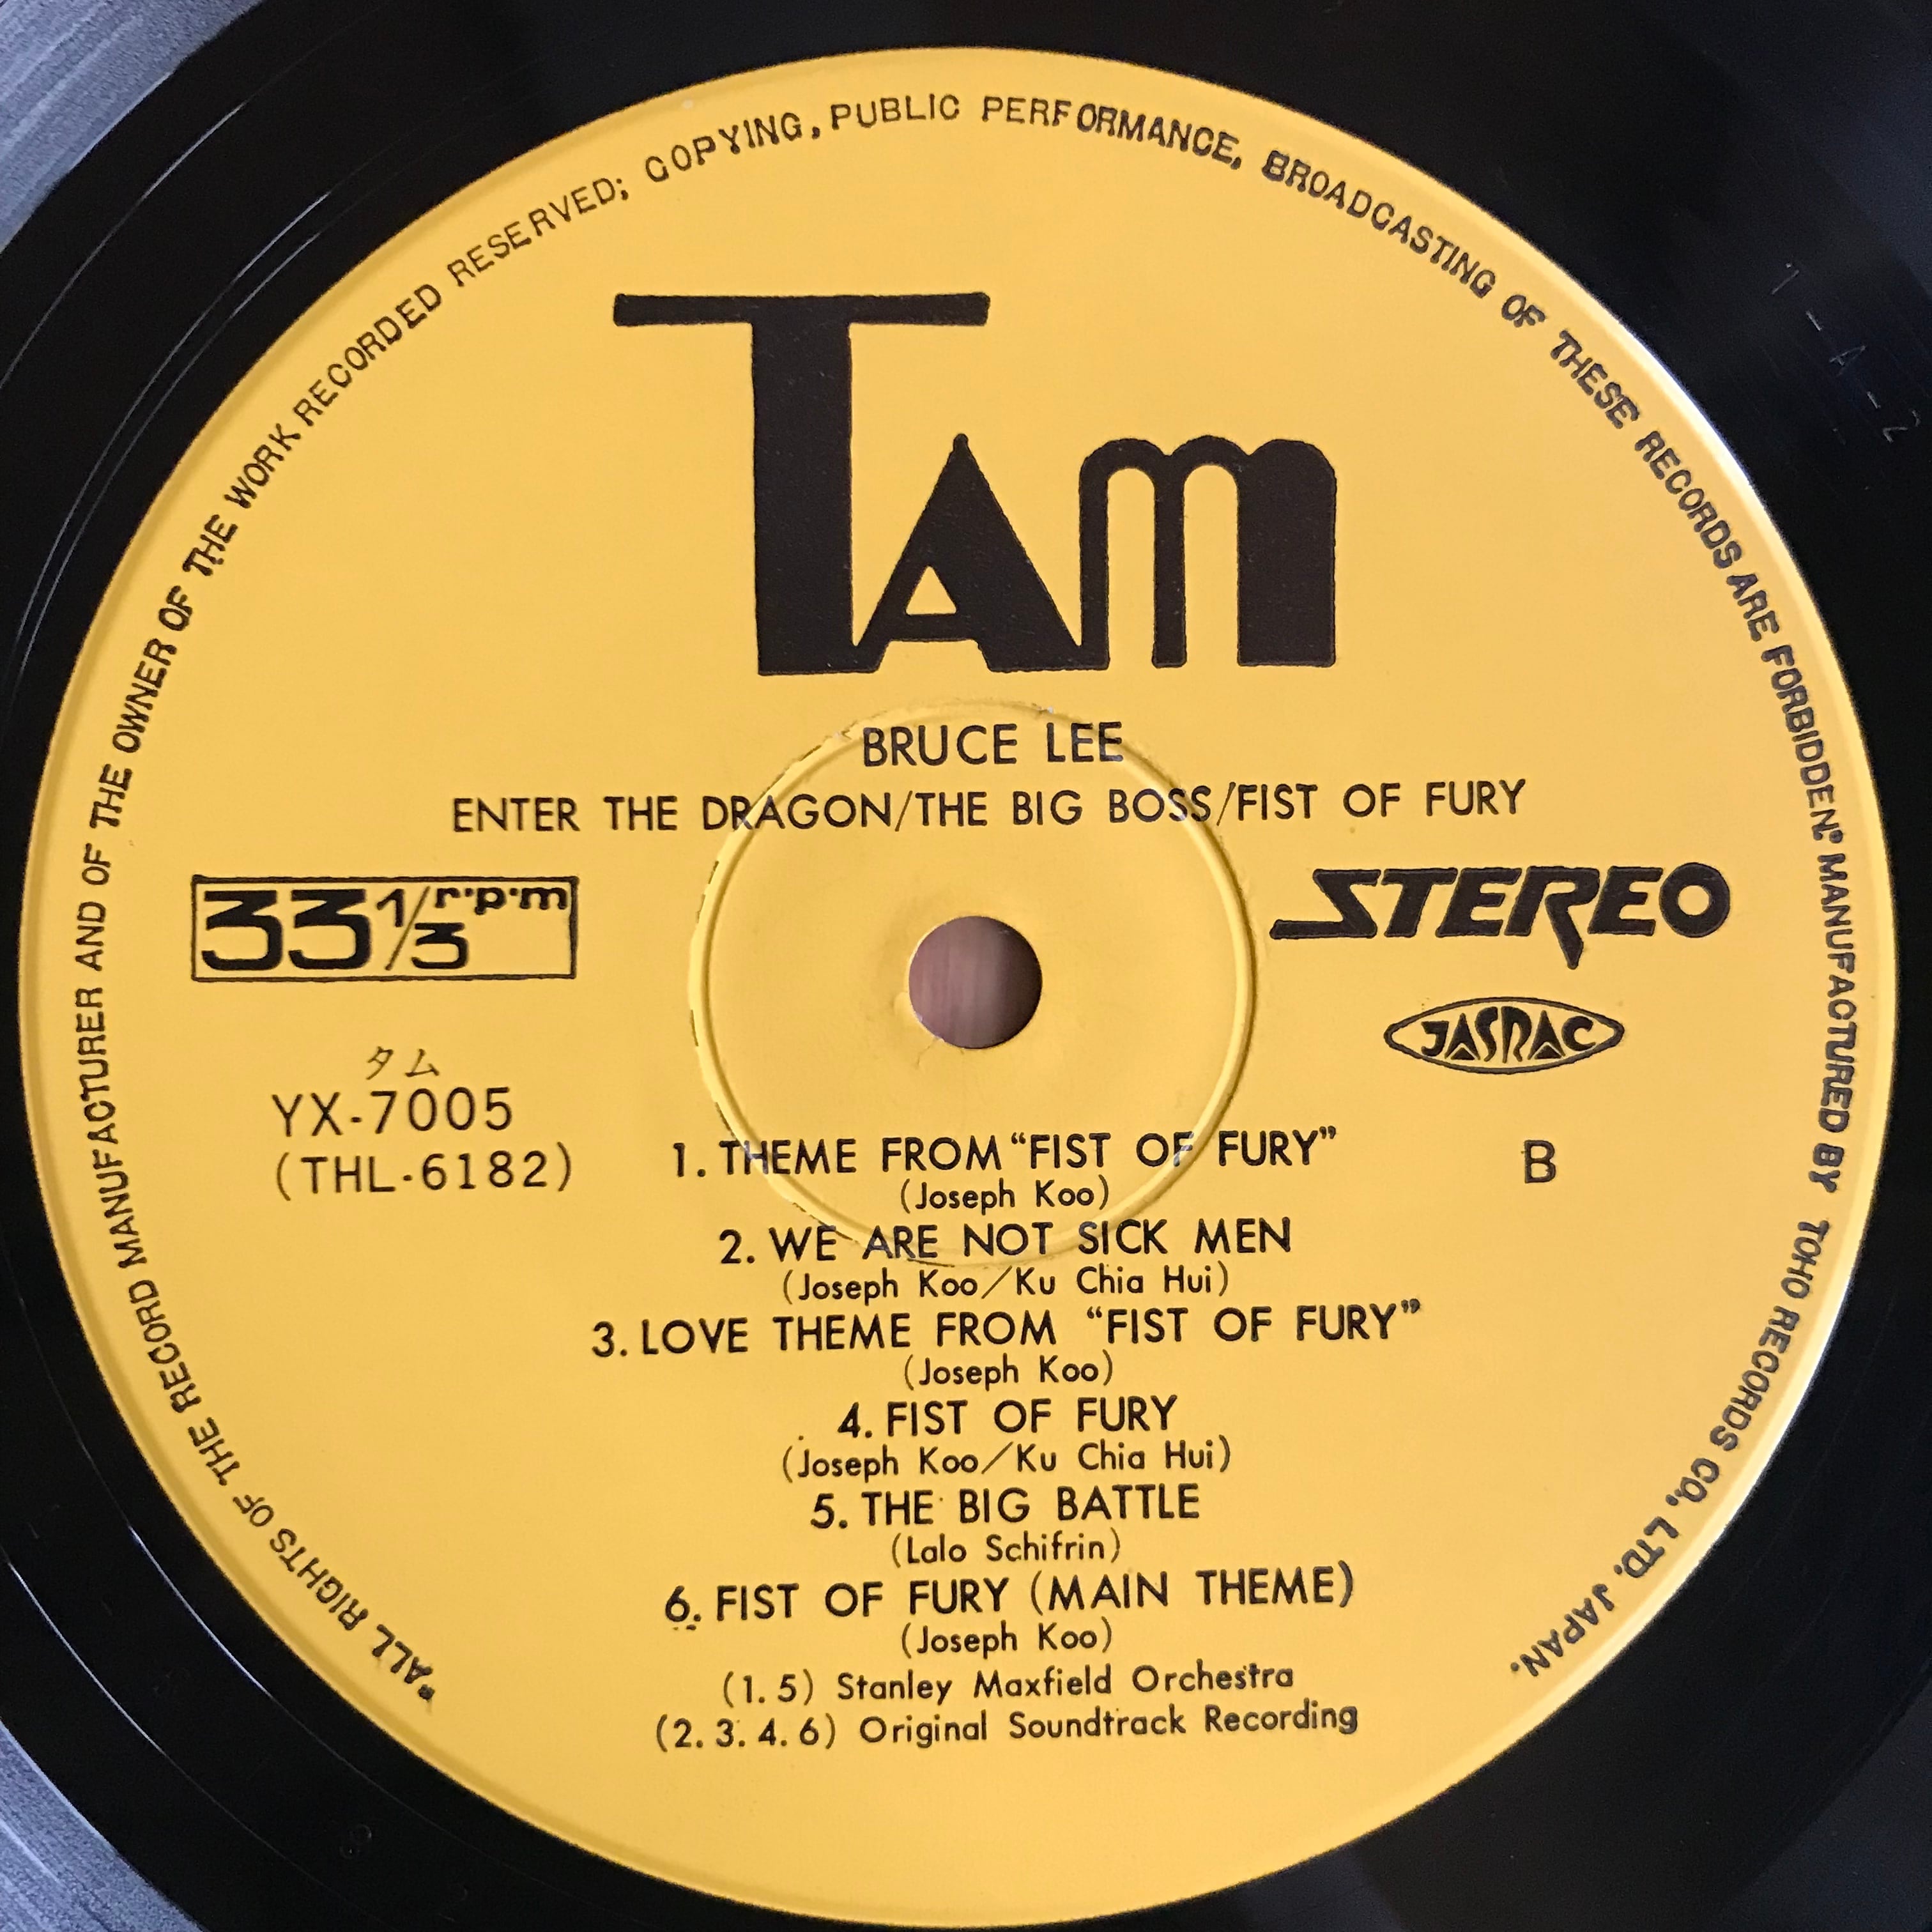 "ALL RIGHTS OF THE RECORD MANUFACTURER AND OF THE OWNER OF THE WORK RECORDED RESERVED; COPYING, PUBLIC PERFORMANCE, BROADCASTING OF THESE RECORDS ARE FORBIDDEN." MANUFACTURED BY TOHO RECORDS CO., LTD. JAPAN.
TAM
BRUCE LEE
ENTER THE DRAGON/THE BIG BOSS/FIST OF FURY
33 1/3 r·p·m
STEREO
JASRAC
タム
YX-7005
(THL-6182)
B
1. THEME FROM "FIST OF FURY"
(Joseph Koo)
2. WE ARE NOT SICK MEN
(Joseph Koo/Ku Chia Hui)
3. LOVE THEME FROM "FIST OF FURY"
(Joseph Koo)
4. FIST OF FURY
(Joseph Koo/Ku Chia Hui)
5. THE BIG BATTLE
(Lalo Schifrin)
6. FIST OF FURY (MAIN THEME)
(Joseph Koo)
(1. 5) Stanley Maxfield Orchestra
(2. 3. 4. 6) Original Soundtrack Recording
1-A-2